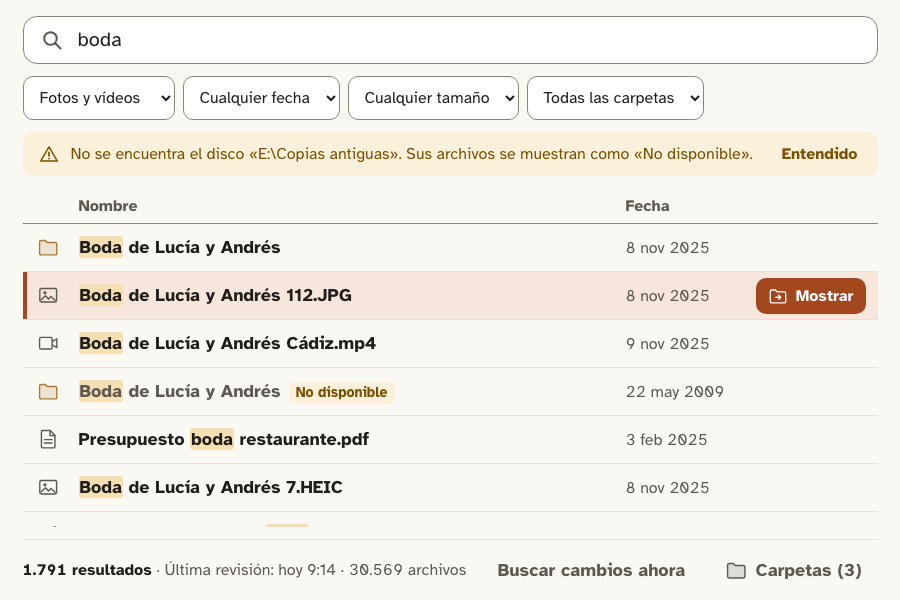 boda
Fotos y vídeos Cualquier fecha Cualquier tamaño Todas las carpetas
No se encuentra el disco «E:\Copias antiguas». Sus archivos se muestran como «No disponible». Entendido
Nombre Fecha
Boda de Lucía y Andrés 8 nov 2025
Boda de Lucía y Andrés 112.JPG 8 nov 2025 Mostrar
Boda de Lucía y Andrés Cádiz.mp4 9 nov 2025
Boda de Lucía y Andrés No disponible 22 may 2009
Presupuesto boda restaurante.pdf 3 feb 2025
Boda de Lucía y Andrés 7.HEIC 8 nov 2025
1.791 resultados · Última revisión: hoy 9:14 · 30.569 archivos Buscar cambios ahora Carpetas (3)